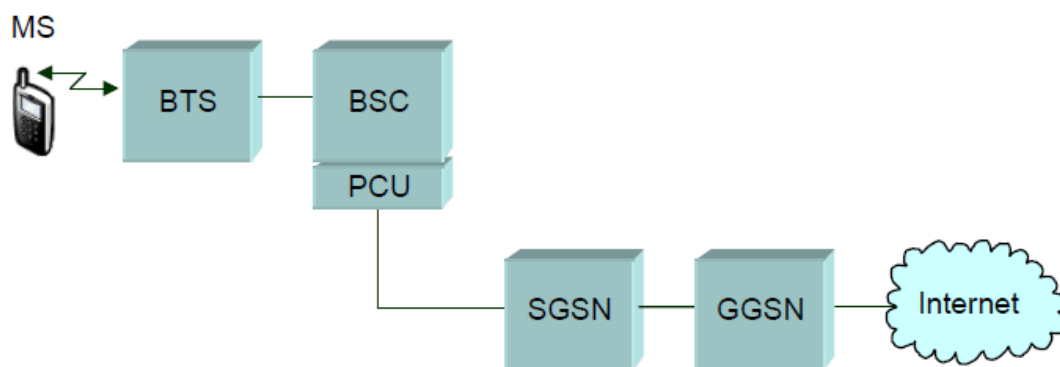 MS
BTS
BSC
PCU
SGSN
GGSN
Internet